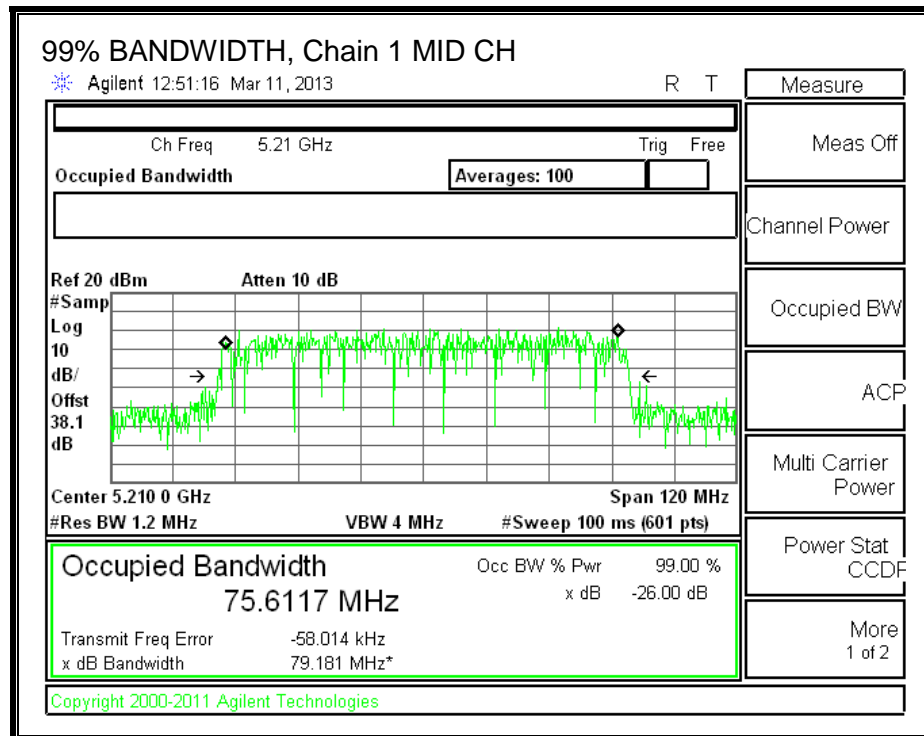 99% BANDWIDTH, Chain 1 MID CH
Agilent 12:51:16 Mar 11, 2013 R T
Measure
Ch Freq 5.21 GHz Trig Free
Meas Off
Occupied Bandwidth Averages: 100
Channel Power
Ref 20 dBm Atten 10 dB
#Samp
Log
10
dB/
Offst
38.1
dB
Occupied BW
ACP
Center 5.210 0 GHz Span 120 MHz
#Res BW 1.2 MHz VBW 4 MHz #Sweep 100 ms (601 pts)
Multi Carrier
Power
Occupied Bandwidth Occ BW % Pwr 99.00 %
75.6117 MHz x dB -26.00 dB
Transmit Freq Error -58.014 kHz
x dB Bandwidth 79.181 MHz*
Power Stat
CCDF
More
1 of 2
Copyright 2000-2011 Agilent Technologies